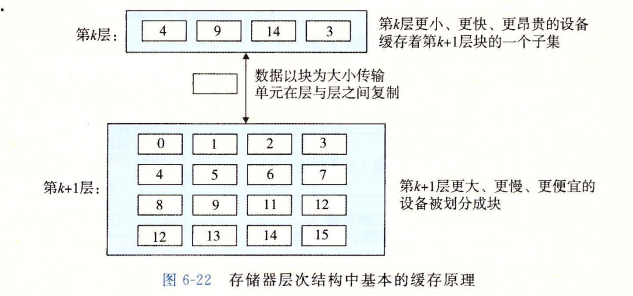 第k层：
4 9 14 3
第k层更小、更快、更昂贵的设备
缓存着第k+1层块的一个子集
数据以块为大小传输
单元在层与层之间复制
0 1 2 3
4 5 6 7
第k+1层：
8 9 11 12
12 13 14 15
第k+1层更大、更慢、更便宜的
设备被划分成块
图 6-22 存储器层次结构中基本的缓存原理